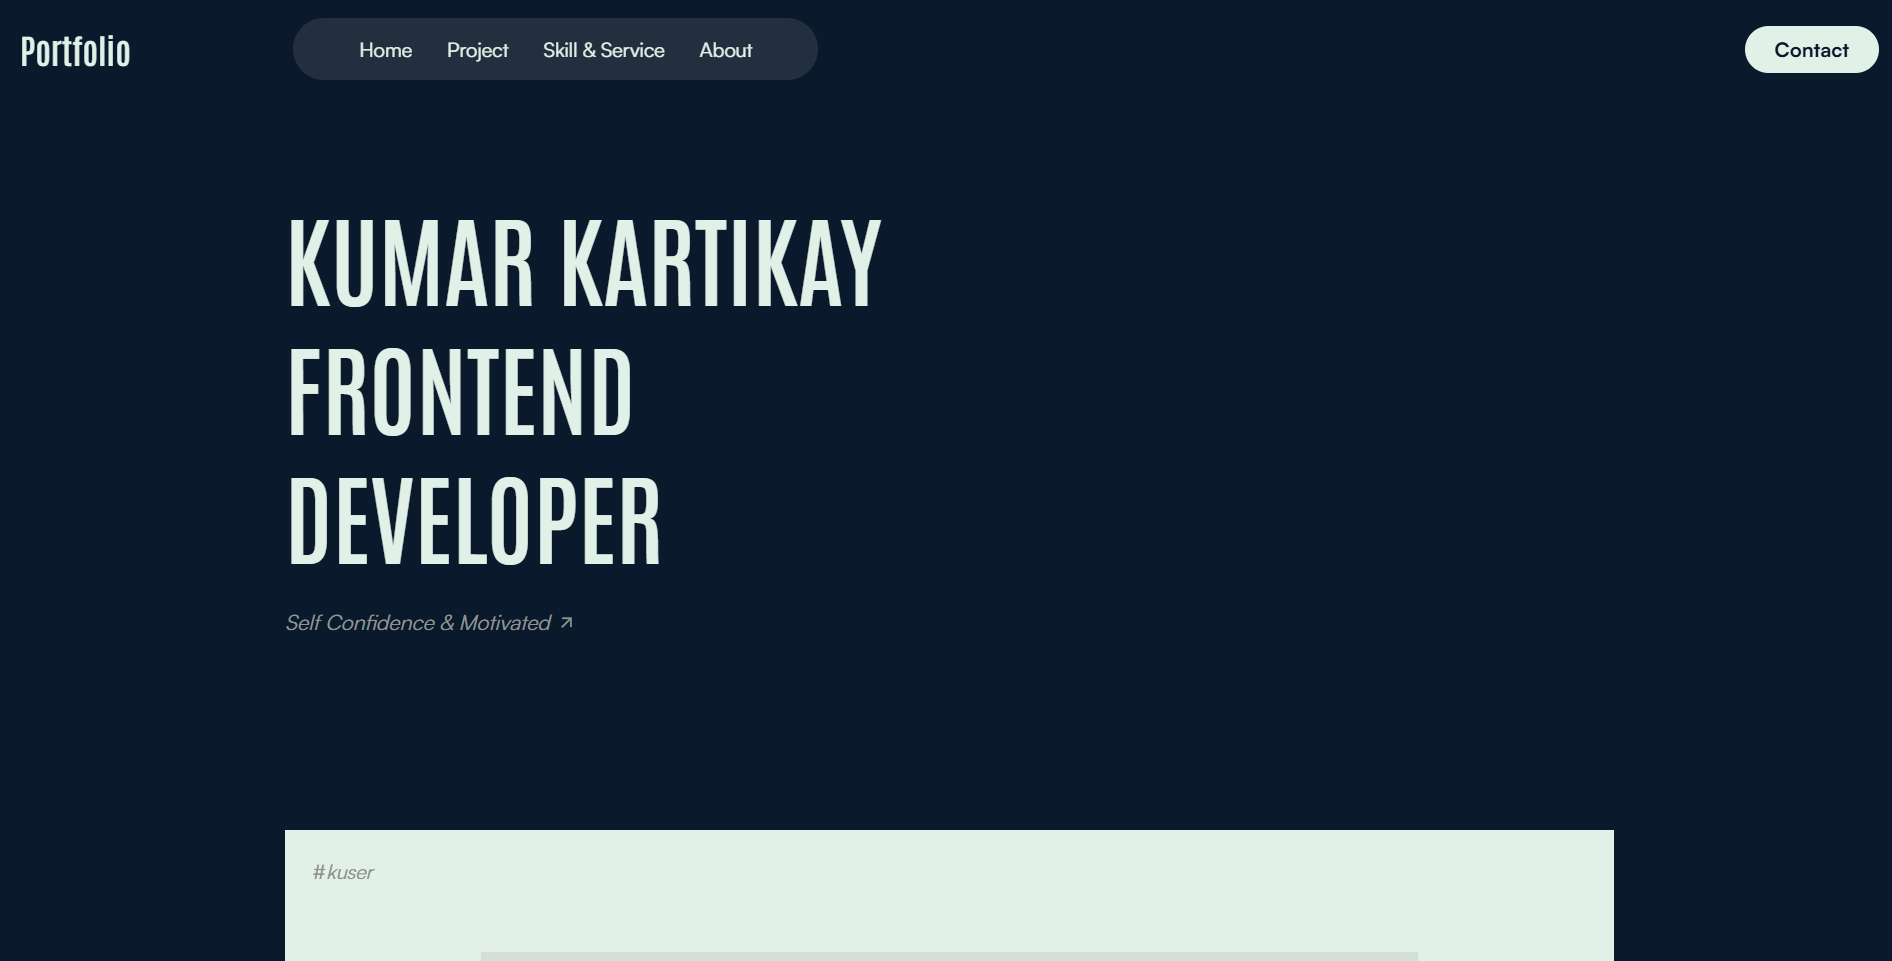 Portfolio
Home Project Skill & Service About
Contact
KUMAR KARTIKAY
FRONTEND
DEVELOPER
Self Confidence & Motivated ↗
#kuser